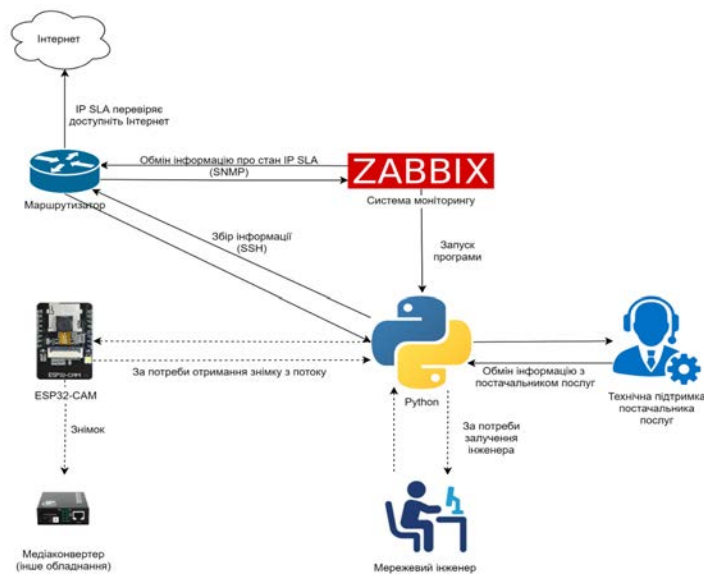 Інтернет
IP SLA перевіряє
доступніть Інтернет
Обмін інформацію про стан IP SLA
(SNMP)
ZABBIX
Маршрутизатор
Система моніторингу
Збір інформації
(SSH)
Запуск
програми
ESP32-CAM
ESP32-CAM
За потреби отримання знімку з потоку
Python
Обмін інформацію з
постачальником послуг
Технічна підтримка
постачальника
послуг
Знімок
За потреби
залучення
інженера
Медіаконвертер
(інше обладнання)
Мережевий інженер